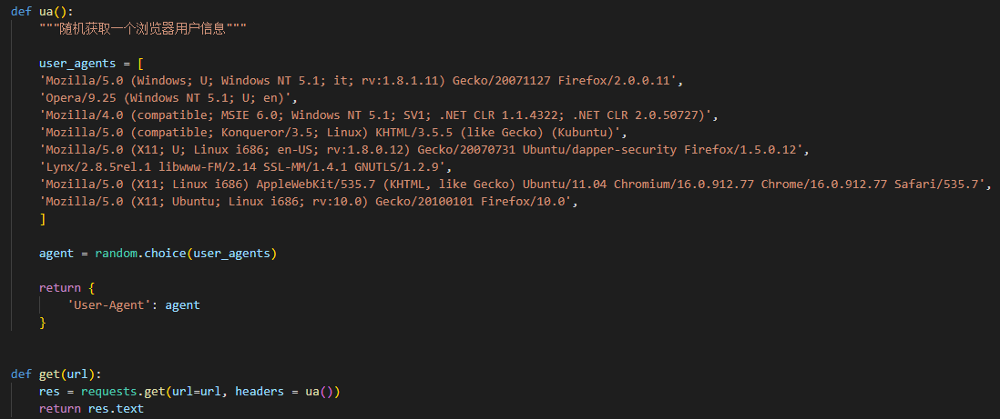 def ua():
"""随机获取一个浏览器用户信息"""
user_agents = [
'Mozilla/5.0 (Windows; U; Windows NT 5.1; it; rv:1.8.1.11) Gecko/20071127 Firefox/2.0.0.11',
'Opera/9.25 (Windows NT 5.1; U; en)',
'Mozilla/4.0 (compatible; MSIE 6.0; Windows NT 5.1; SV1; .NET CLR 1.1.4322; .NET CLR 2.0.50727)',
'Mozilla/5.0 (compatible; Konqueror/3.5; Linux) KHTML/3.5.5 (like Gecko) (Kubuntu)',
'Mozilla/5.0 (X11; U; Linux i686; en-US; rv:1.8.0.12) Gecko/20070731 Ubuntu/dapper-security Firefox/1.5.0.12',
'Lynx/2.8.5rel.1 libwww-FM/2.14 SSL-MM/1.4.1 GNUTLS/1.2.9',
'Mozilla/5.0 (X11; Linux i686) AppleWebKit/535.7 (KHTML, like Gecko) Ubuntu/11.04 Chromium/16.0.912.77 Chrome/16.0.912.77 Safari/535.7',
'Mozilla/5.0 (X11; Ubuntu; Linux i686; rv:10.0) Gecko/20100101 Firefox/10.0',
]
agent = random.choice(user_agents)
return {
'User-Agent': agent
}
def get(url):
res = requests.get(url=url, headers = ua())
return res.text